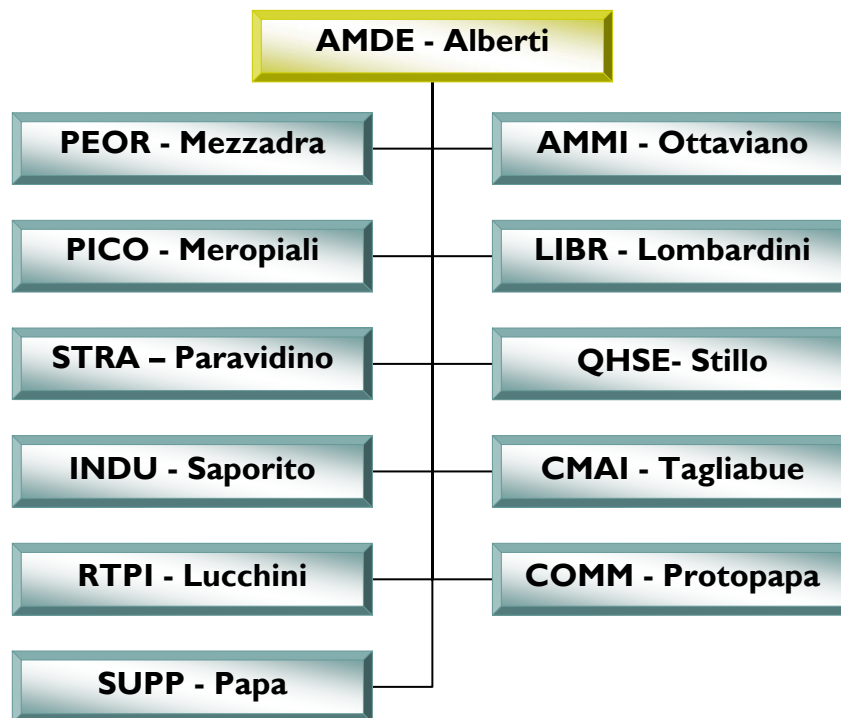 AMDE - Alberti
PEOR - Mezzadra
AMMI - Ottaviano
PICO - Meropiali
LIBR - Lombardini
STRA – Paravidino
QHSE- Stillo
INDU - Saporito
CMAI - Tagliabue
RTPI - Lucchini
COMM - Protopapa
SUPP - Papa